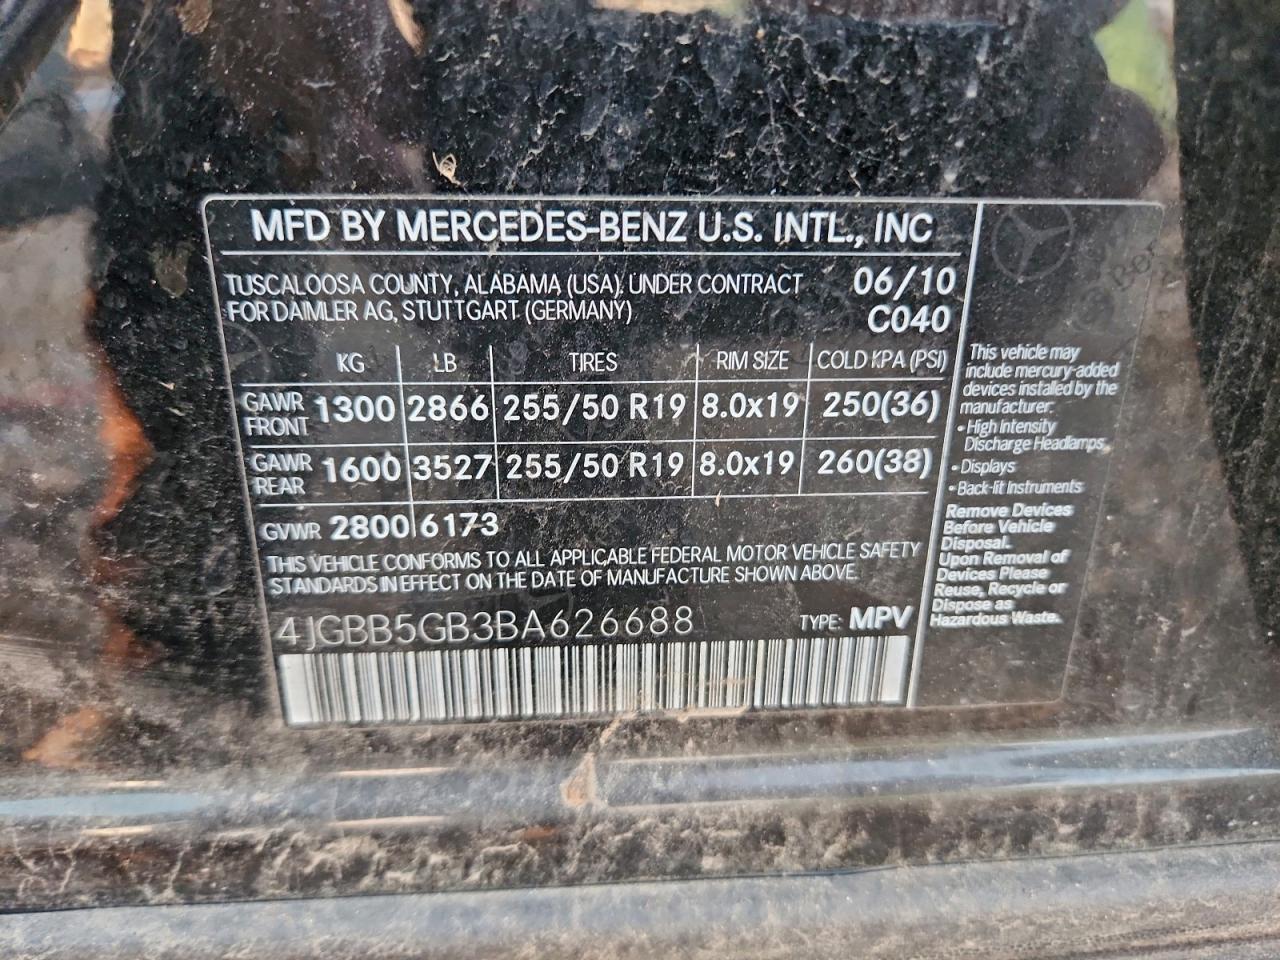 MFD BY MERCEDES-BENZ U.S. INTL., INC
TUSCALOOSA COUNTY, ALABAMA (USA). UNDER CONTRACT 06/10
FOR DAIMLER AG, STUTTGART (GERMANY) C040
KG LB TIRES RIM SIZE COLD KPA (PSI)
GAWR FRONT 1300 2866 255/50 R19 8.0x19 250(36)
GAWR REAR 1600 3527 255/50 R19 8.0x19 260(38)
GVWR 2800 6173
THIS VEHICLE CONFORMS TO ALL APPLICABLE FEDERAL MOTOR VEHICLE SAFETY
STANDARDS IN EFFECT ON THE DATE OF MANUFACTURE SHOWN ABOVE.
4JGBB5GB3BA626688 TYPE: MPV
This vehicle may
include mercury-added
devices installed by the
manufacturer:
• High Intensity
Discharge Headlamps,
• Displays
• Back-lit Instruments
Remove Devices
Before Vehicle
Disposal.
Upon Removal of
Devices Please
Reuse, Recycle or
Dispose as
Hazardous Waste.